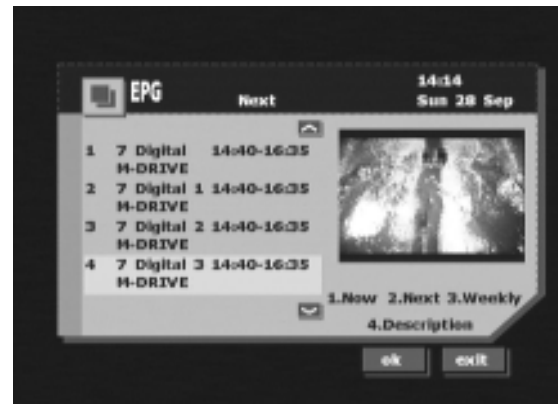 EPG
Next
14:14
Sun 28 Sep
1 7 Digital 14:40-16:35
M-DRIVE
2 7 Digital 1 14:40-16:35
M-DRIVE
3 7 Digital 2 14:40-16:35
M-DRIVE
4 7 Digital 3 14:40-16:35
M-DRIVE
1.Now 2.Next 3.Weekly
4.Description
ok exit